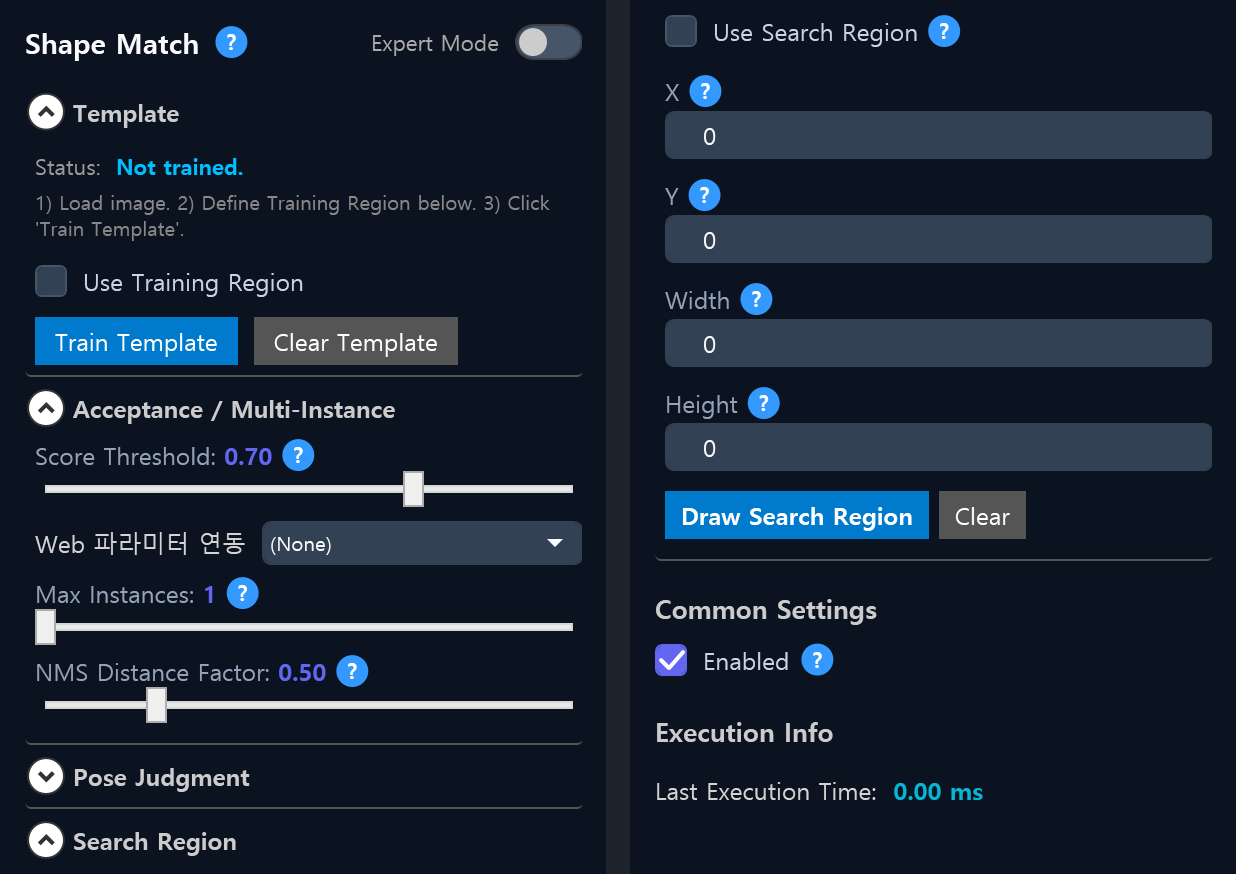 Shape Match ? Expert Mode
Template
Status: Not trained.
1) Load image. 2) Define Training Region below. 3) Click
'Train Template'.
Use Training Region
Train Template Clear Template
Acceptance / Multi-Instance
Score Threshold: 0.70 ?
Web 파라미터 연동 (None)
Max Instances: 1 ?
NMS Distance Factor: 0.50 ?
Pose Judgment
Search Region
Use Search Region ?
X ?
0
Y ?
0
Width ?
0
Height ?
0
Draw Search Region Clear
Common Settings
Enabled ?
Execution Info
Last Execution Time: 0.00 ms